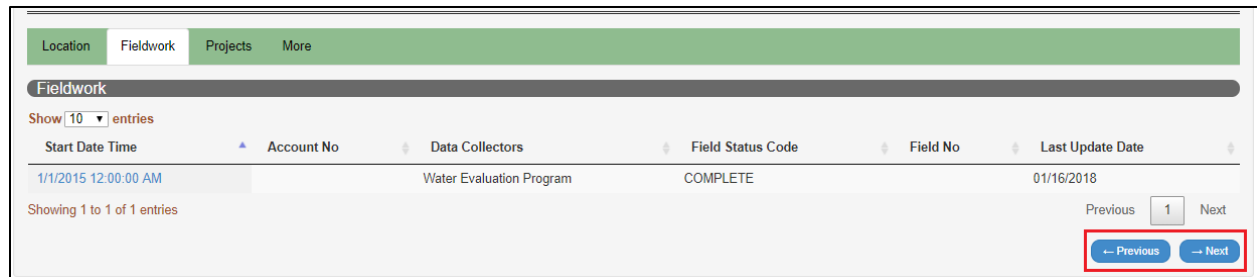 Location Fieldwork Projects More
Fieldwork
Show 10 entries
Start Date Time Account No Data Collectors Field Status Code Field No Last Update Date
1/1/2015 12:00:00 AM Water Evaluation Program COMPLETE 01/16/2018
Showing 1 to 1 of 1 entries Previous 1 Next
← Previous → Next